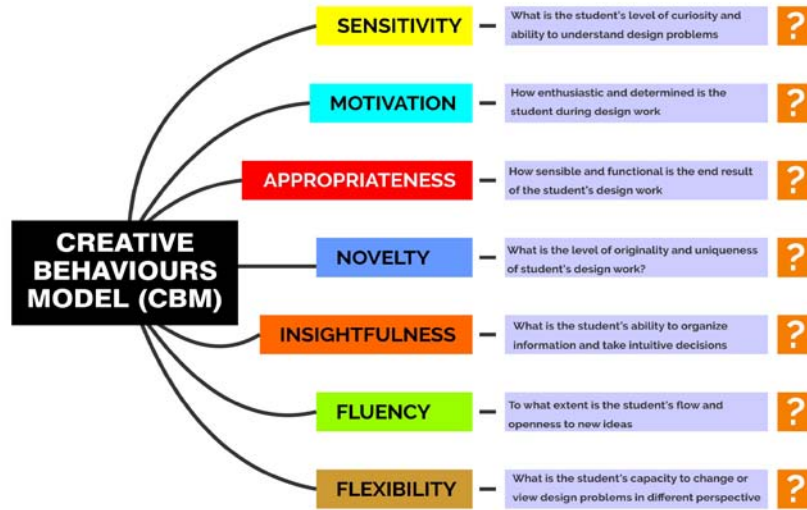 SENSITIVITY
What is the student's level of curiosity and
ability to understand design problems
?
MOTIVATION
How enthusiastic and determined is the
student during design work
?
APPROPRIATENESS
How sensible and functional is the end result
of the student's design work
?
CREATIVE
BEHAVIOURS
MODEL (CBM)
NOVELTY
What is the level of originality and uniqueness
of student's design work?
?
INSIGHTFULNESS
What is the student's ability to organize
information and take intuitive decisions
?
FLUENCY
To what extent is the student's flow and
openness to new ideas
?
FLEXIBILITY
What is the student's capacity to change or
view design problems in different perspective
?